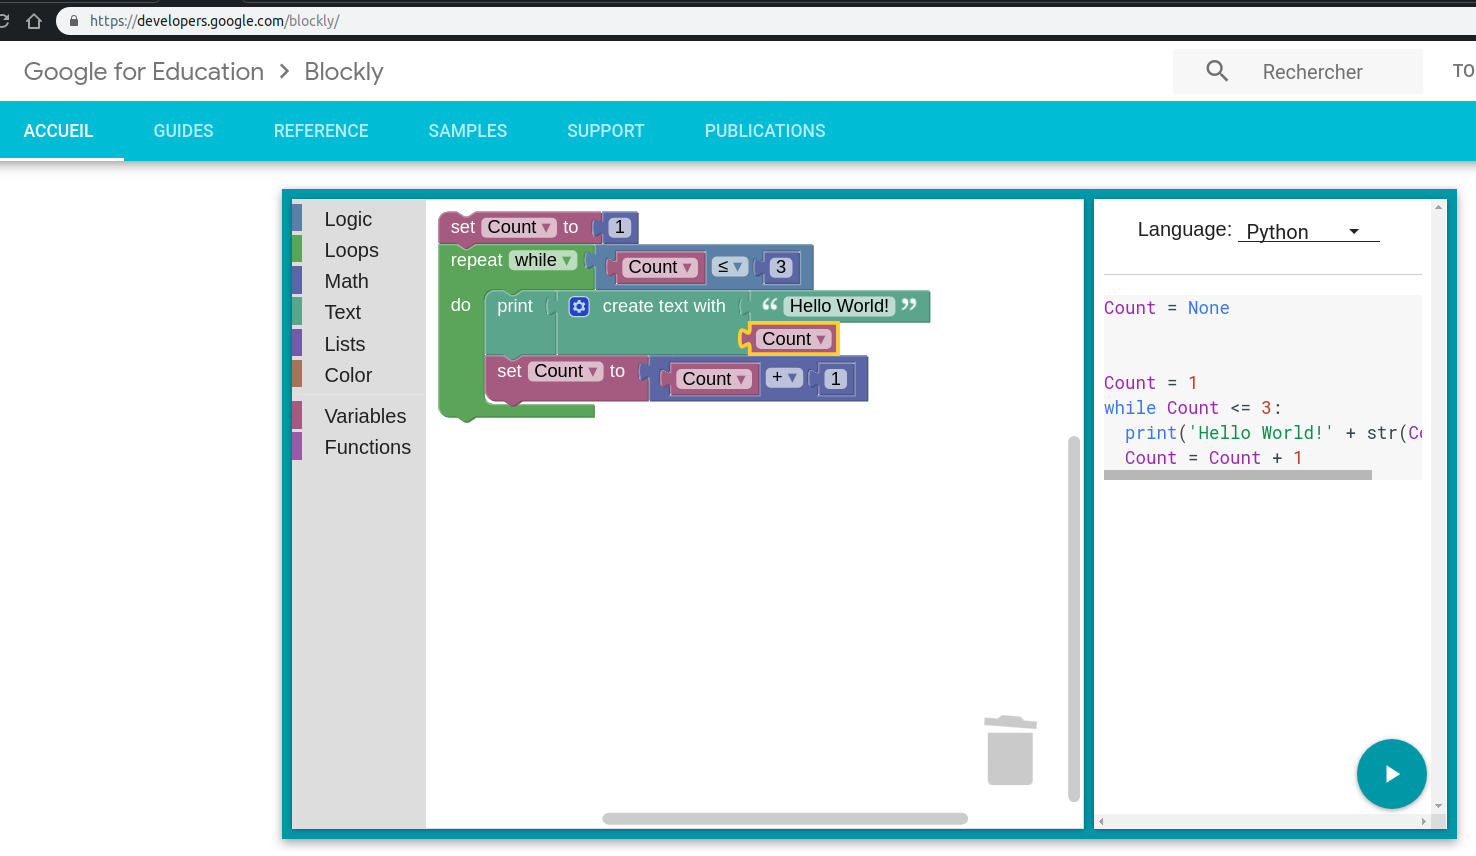 https://developers.google.com/blockly/
Google for Education > Blockly
Rechercher
TO
ACCUEIL GUIDES REFERENCE SAMPLES SUPPORT PUBLICATIONS
Logic
Loops
Math
Text
Lists
Color
Variables
Functions
set Count ▾ to 1
repeat while ▾ Count ▾ ≤ ▾ 3
do print create text with “ Hello World! ”
Count ▾
set Count ▾ to Count ▾ + ▾ 1
Language: Python
Count = None
Count = 1
while Count <= 3:
print('Hello World!' + str(Co
Count = Count + 1